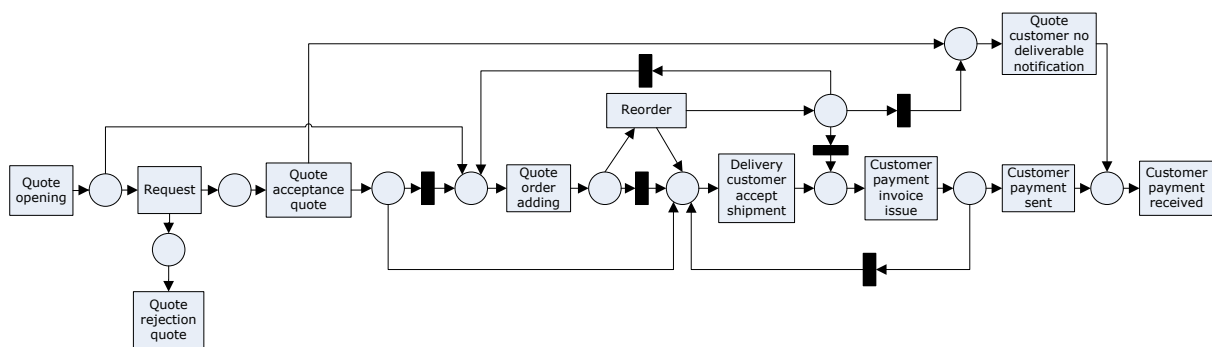 Quote
customer no
deliverable
notification
Reorder
Quote
opening
Request
Quote
acceptance
quote
Quote
order
adding
Delivery
customer
accept
shipment
Customer
payment
invoice
issue
Customer
payment
sent
Customer
payment
received
Quote
rejection
quote